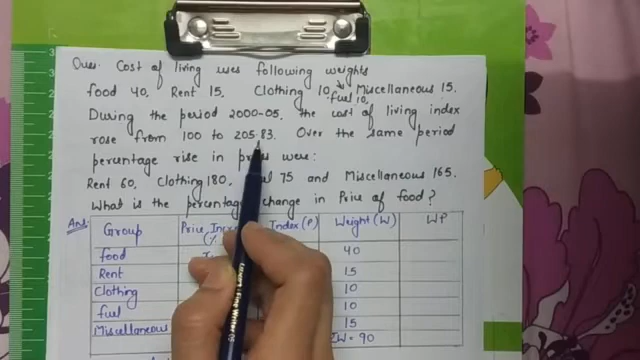 Ques: Cost of living uses following weights
food 40, Rent 15, Clothing 10, Miscellaneous 15.
fuel 10,
During the period 2000-05, the cost of living index
rose from 100 to 205.83. Over the same period
percentage rise in prices were:
Rent 60, Clothing 180, 75 and Miscellaneous 165.
What is the percentage change in Price of food?
Ans: Group Price Index (P) Weight (W) WP
(%
food 40
Rent 15
Clothing 10
fuel 10
Miscellaneous 15
ΣW = 90